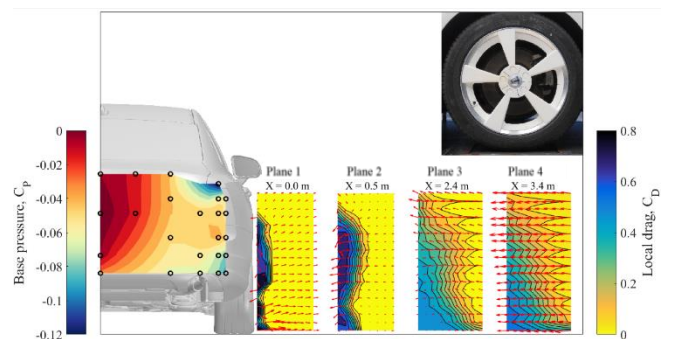 Base pressure, C_P
0
-0.02
-0.04
-0.06
-0.08
-0.1
-0.12
Plane 1
X = 0.0 m
Plane 2
X = 0.5 m
Plane 3
X = 2.4 m
Plane 4
X = 3.4 m
0.8
0.6
0.4
0.2
0
Local drag, C_D